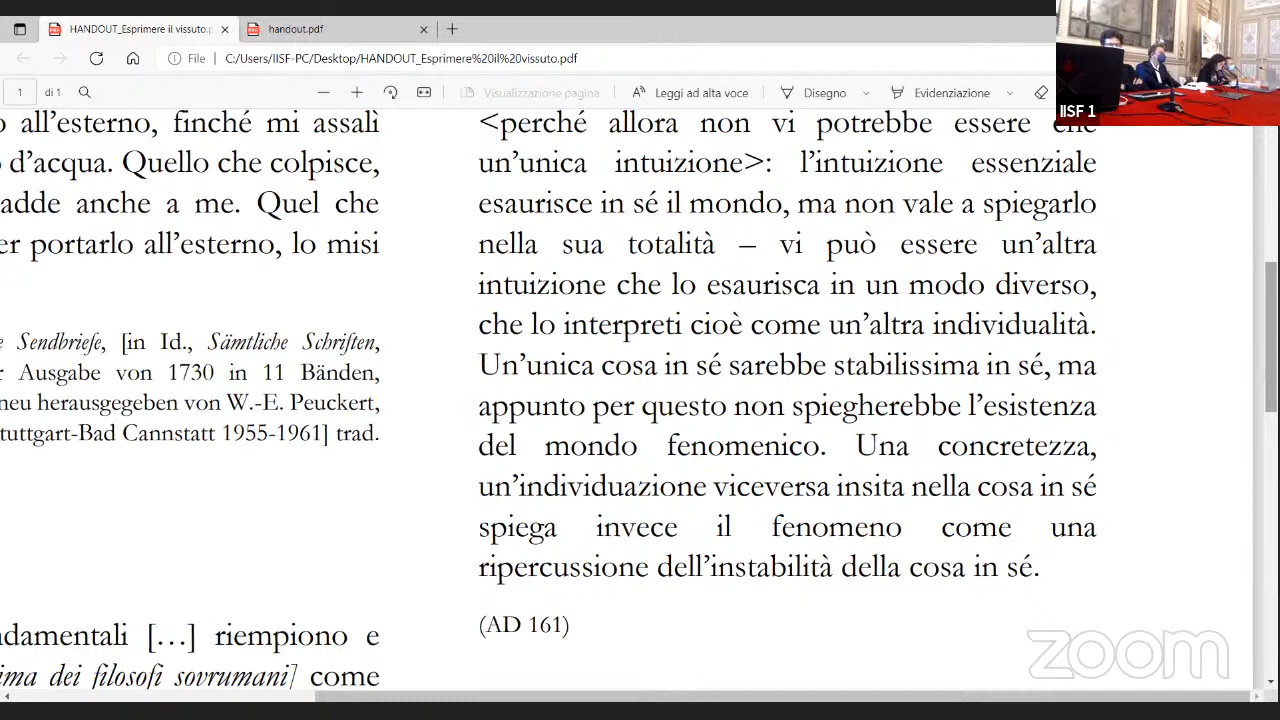 HANDOUT_Esprimere il vissuto.p
handout.pdf
File
C:/Users/IISF-PC/Desktop/HANDOUT_Esprimere%20il%20vissuto.pdf
1
di 1
Visualizzazione pagina
Leggi ad alta voce
Disegno
Evidenziazione
IISF 1
o all’esterno, finché mi assalì
o d’acqua. Quello che colpisce,
adde anche a me. Quel che
er portarlo all’esterno, lo misi
e Sendbriefe, [in Id., Sämtliche Schriften,
r Ausgabe von 1730 in 11 Bänden,
neu herausgegeben von W.-E. Peuckert,
tuttgart-Bad Cannstatt 1955-1961] trad.
ndamentali […] riempiono e
ima dei filosofi sovrumani] come
<perché allora non vi potrebbe essere che
un’unica intuizione>: l’intuizione essenziale
esaurisce in sé il mondo, ma non vale a spiegarlo
nella sua totalità – vi può essere un’altra
intuizione che lo esaurisca in un modo diverso,
che lo interpreti cioè come un’altra individualità.
Un’unica cosa in sé sarebbe stabilissima in sé, ma
appunto per questo non spiegherebbe l’esistenza
del mondo fenomenico. Una concretezza,
un’individuazione viceversa insita nella cosa in sé
spiega invece il fenomeno come una
ripercussione dell’instabilità della cosa in sé.
(AD 161)
zoom